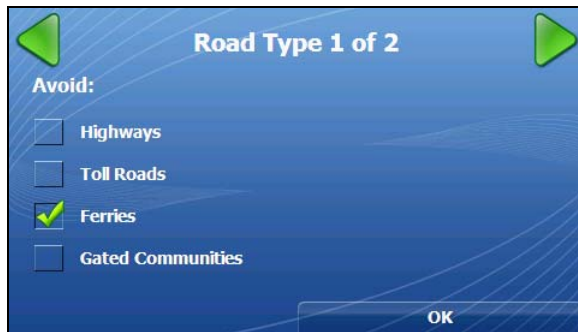 Road Type 1 of 2
Avoid:
Highways
Toll Roads
Ferries
Gated Communities
OK